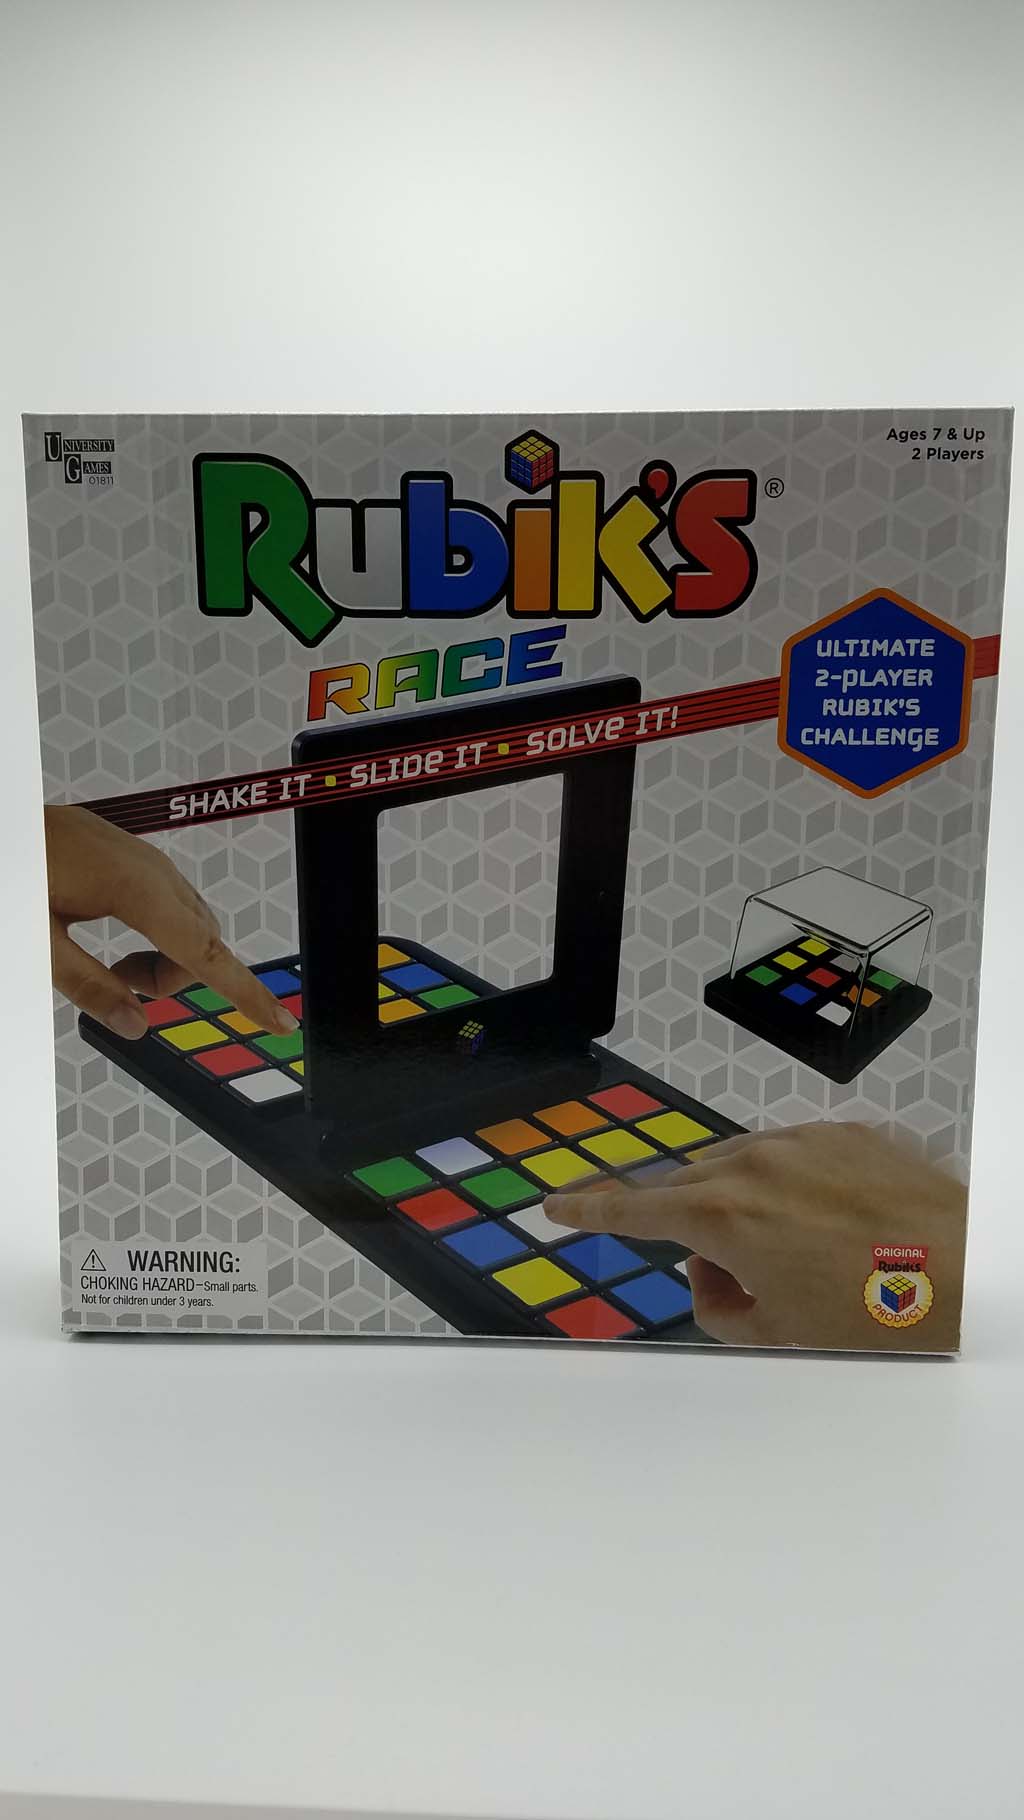 UNIVERSITY
GAMES
01811
Ages 7 & Up
2 Players
RUBIK'S®
RACE
SHAKE IT • SLIDE IT • SOLVE IT!
ULTIMATE
2-PLAYER
RUBIK'S
CHALLENGE
⚠ WARNING:
CHOKING HAZARD–Small parts.
Not for children under 3 years.
ORIGINAL
Rubik's
PRODUCT